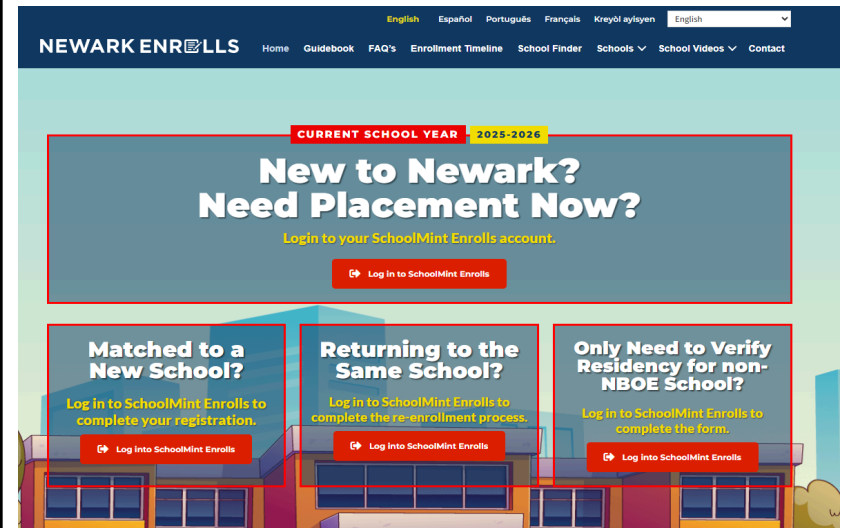 English Español Português Français Kreyòl ayisyen English
NEWARK ENROLLS Home Guidebook FAQ's Enrollment Timeline School Finder Schools School Videos Contact
CURRENT SCHOOL YEAR 2025-2026
New to Newark?
Need Placement Now?
Login to your SchoolMint Enrolls account.
Log in to SchoolMint Enrolls
Matched to a
New School?
Log in to SchoolMint Enrolls to
complete your registration.
Log into SchoolMint Enrolls
Returning to the
Same School?
Log in to SchoolMint Enrolls to
complete the re-enrollment process.
Log into SchoolMint Enrolls
Only Need to Verify
Residency for non-
NBOE School?
Log in to SchoolMint Enrolls to
complete the form.
Log into SchoolMint Enrolls